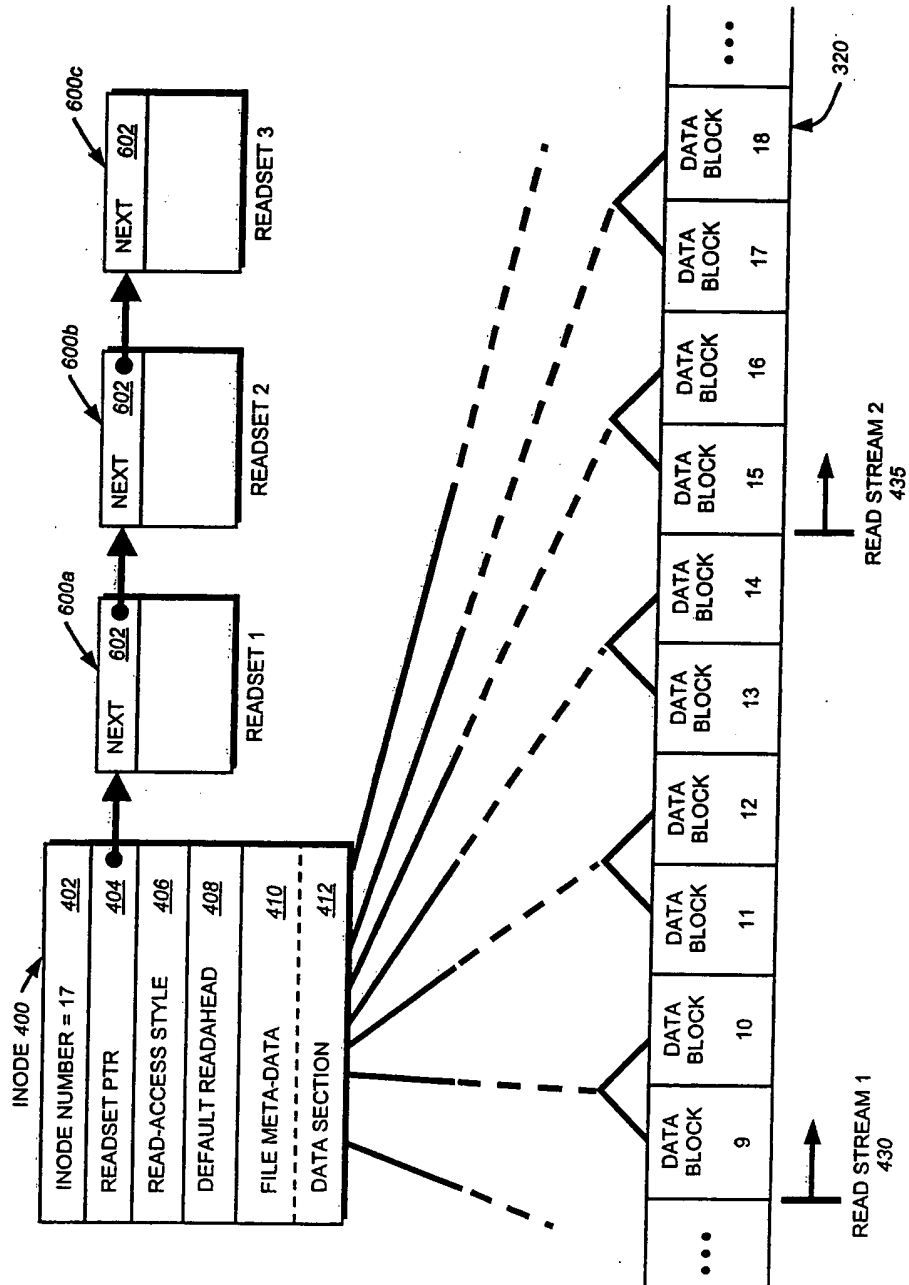 INODE 400
INODE NUMBER = 17 402
READSET PTR 404
READ-ACCESS STYLE 406
DEFAULT READAHEAD 408
FILE META-DATA 410
DATA SECTION 412
600a
NEXT 602
READSET 1
600b
NEXT 602
READSET 2
600c
NEXT 602
READSET 3
•••
DATA
BLOCK
9
DATA
BLOCK
10
DATA
BLOCK
11
DATA
BLOCK
12
DATA
BLOCK
13
DATA
BLOCK
14
DATA
BLOCK
15
DATA
BLOCK
16
DATA
BLOCK
17
DATA
BLOCK
18
•••
320
READ STREAM 1
430
READ STREAM 2
435